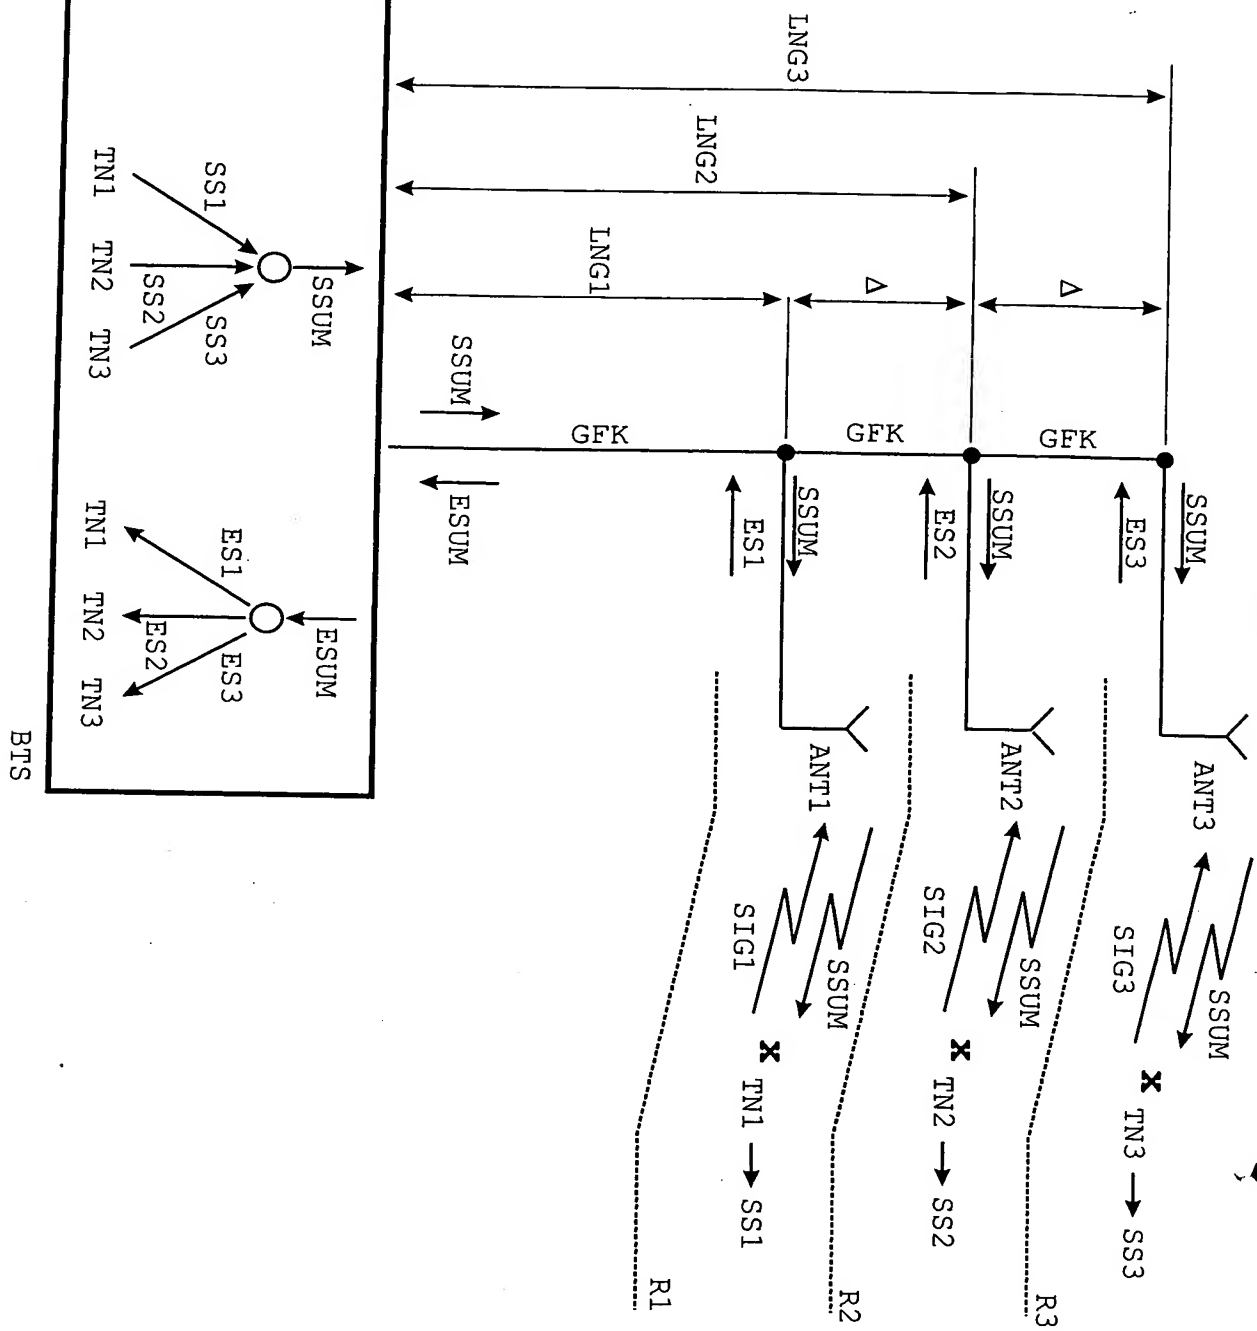 LNG3
LNG2
LNG1
Δ
Δ
TN1
SS1
TN2
SS2
SSUM
SS3
TN3
SSUM
GFK
GFK
GFK
ESUM
ES1
SSUM
ES2
SSUM
ES3
SSUM
TN1
ES1
TN2
ES2
ESUM
ES3
TN3
BTS
ANT1
ANT2
ANT3
SIG1
SSUM
SIG2
SSUM
SIG3
SSUM
X TN1 → SS1
X TN2 → SS2
X TN3 → SS3
R1
R2
R3